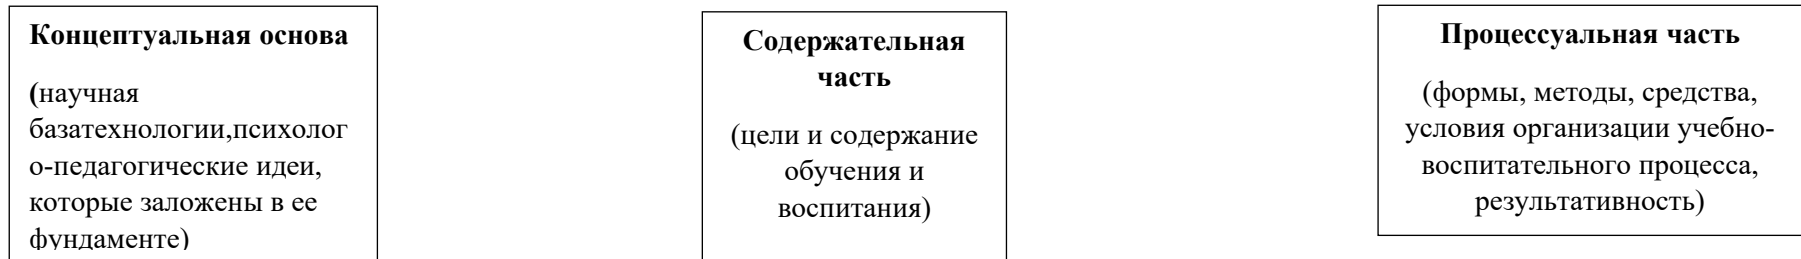 Концептуальная основа
(научная
базатехнологии,психолог
о-педагогические идеи,
которые заложены в ее
фундаменте)
Содержательная
часть
(цели и содержание
обучения и
воспитания)
Процессуальная часть
(формы, методы, средства,
условия организации учебно-
воспитательного процесса,
результативность)